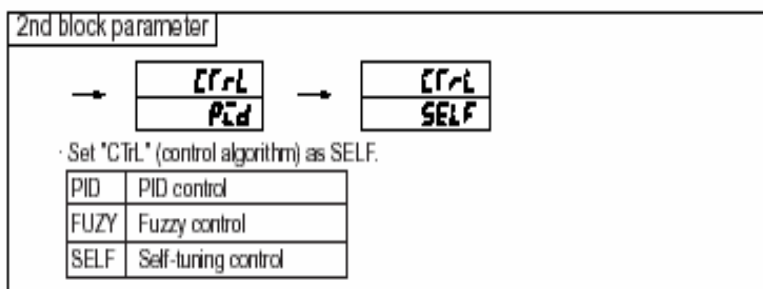 2nd block parameter
CTrL CTrL
PID SELF
· Set "CTrL" (control algorithm) as SELF.
PID PID control
FUZY Fuzzy control
SELF Self-tuning control